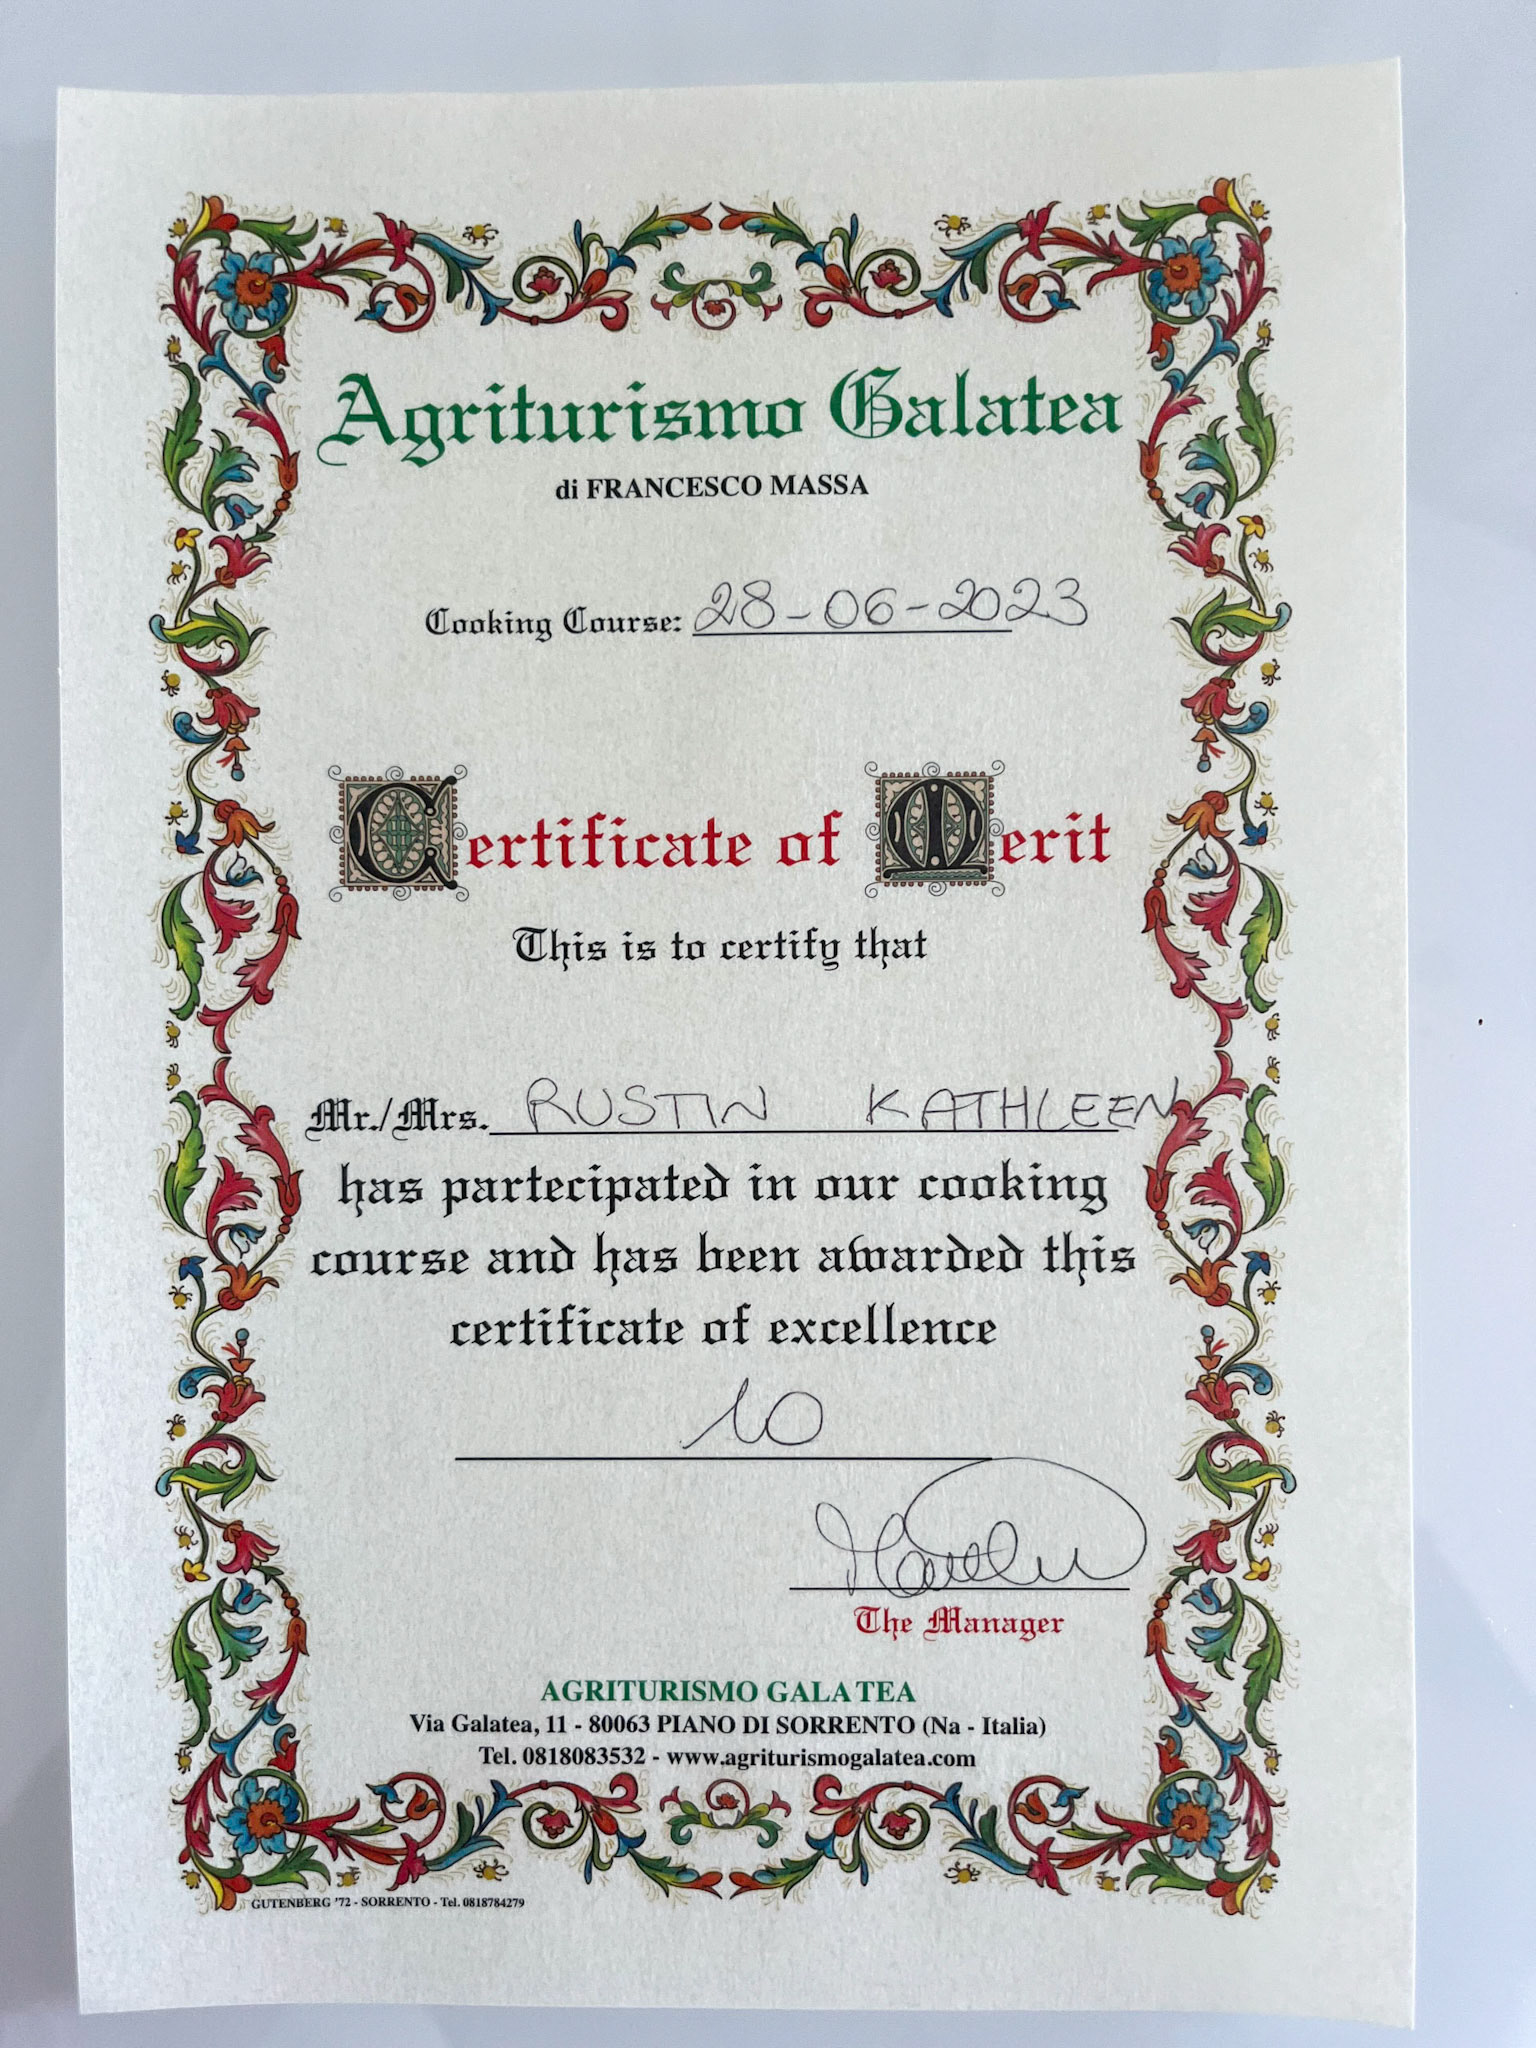 Agriturismo Galatea
di FRANCESCO MASSA
Cooking Course: 28-06-2023
Certificate of Merit
This is to certify that
Mr./Mrs. RUSTIN KATHLEEN
has partecipated in our cooking
course and has been awarded this
certificate of excellence
10
The Manager
AGRITURISMO GALATEA
Via Galatea, 11 - 80063 PIANO DI SORRENTO (Na - Italia)
Tel. 0818083532 - www.agriturismogalatea.com
GUTENBERG '72 - SORRENTO - Tel. 0818784279